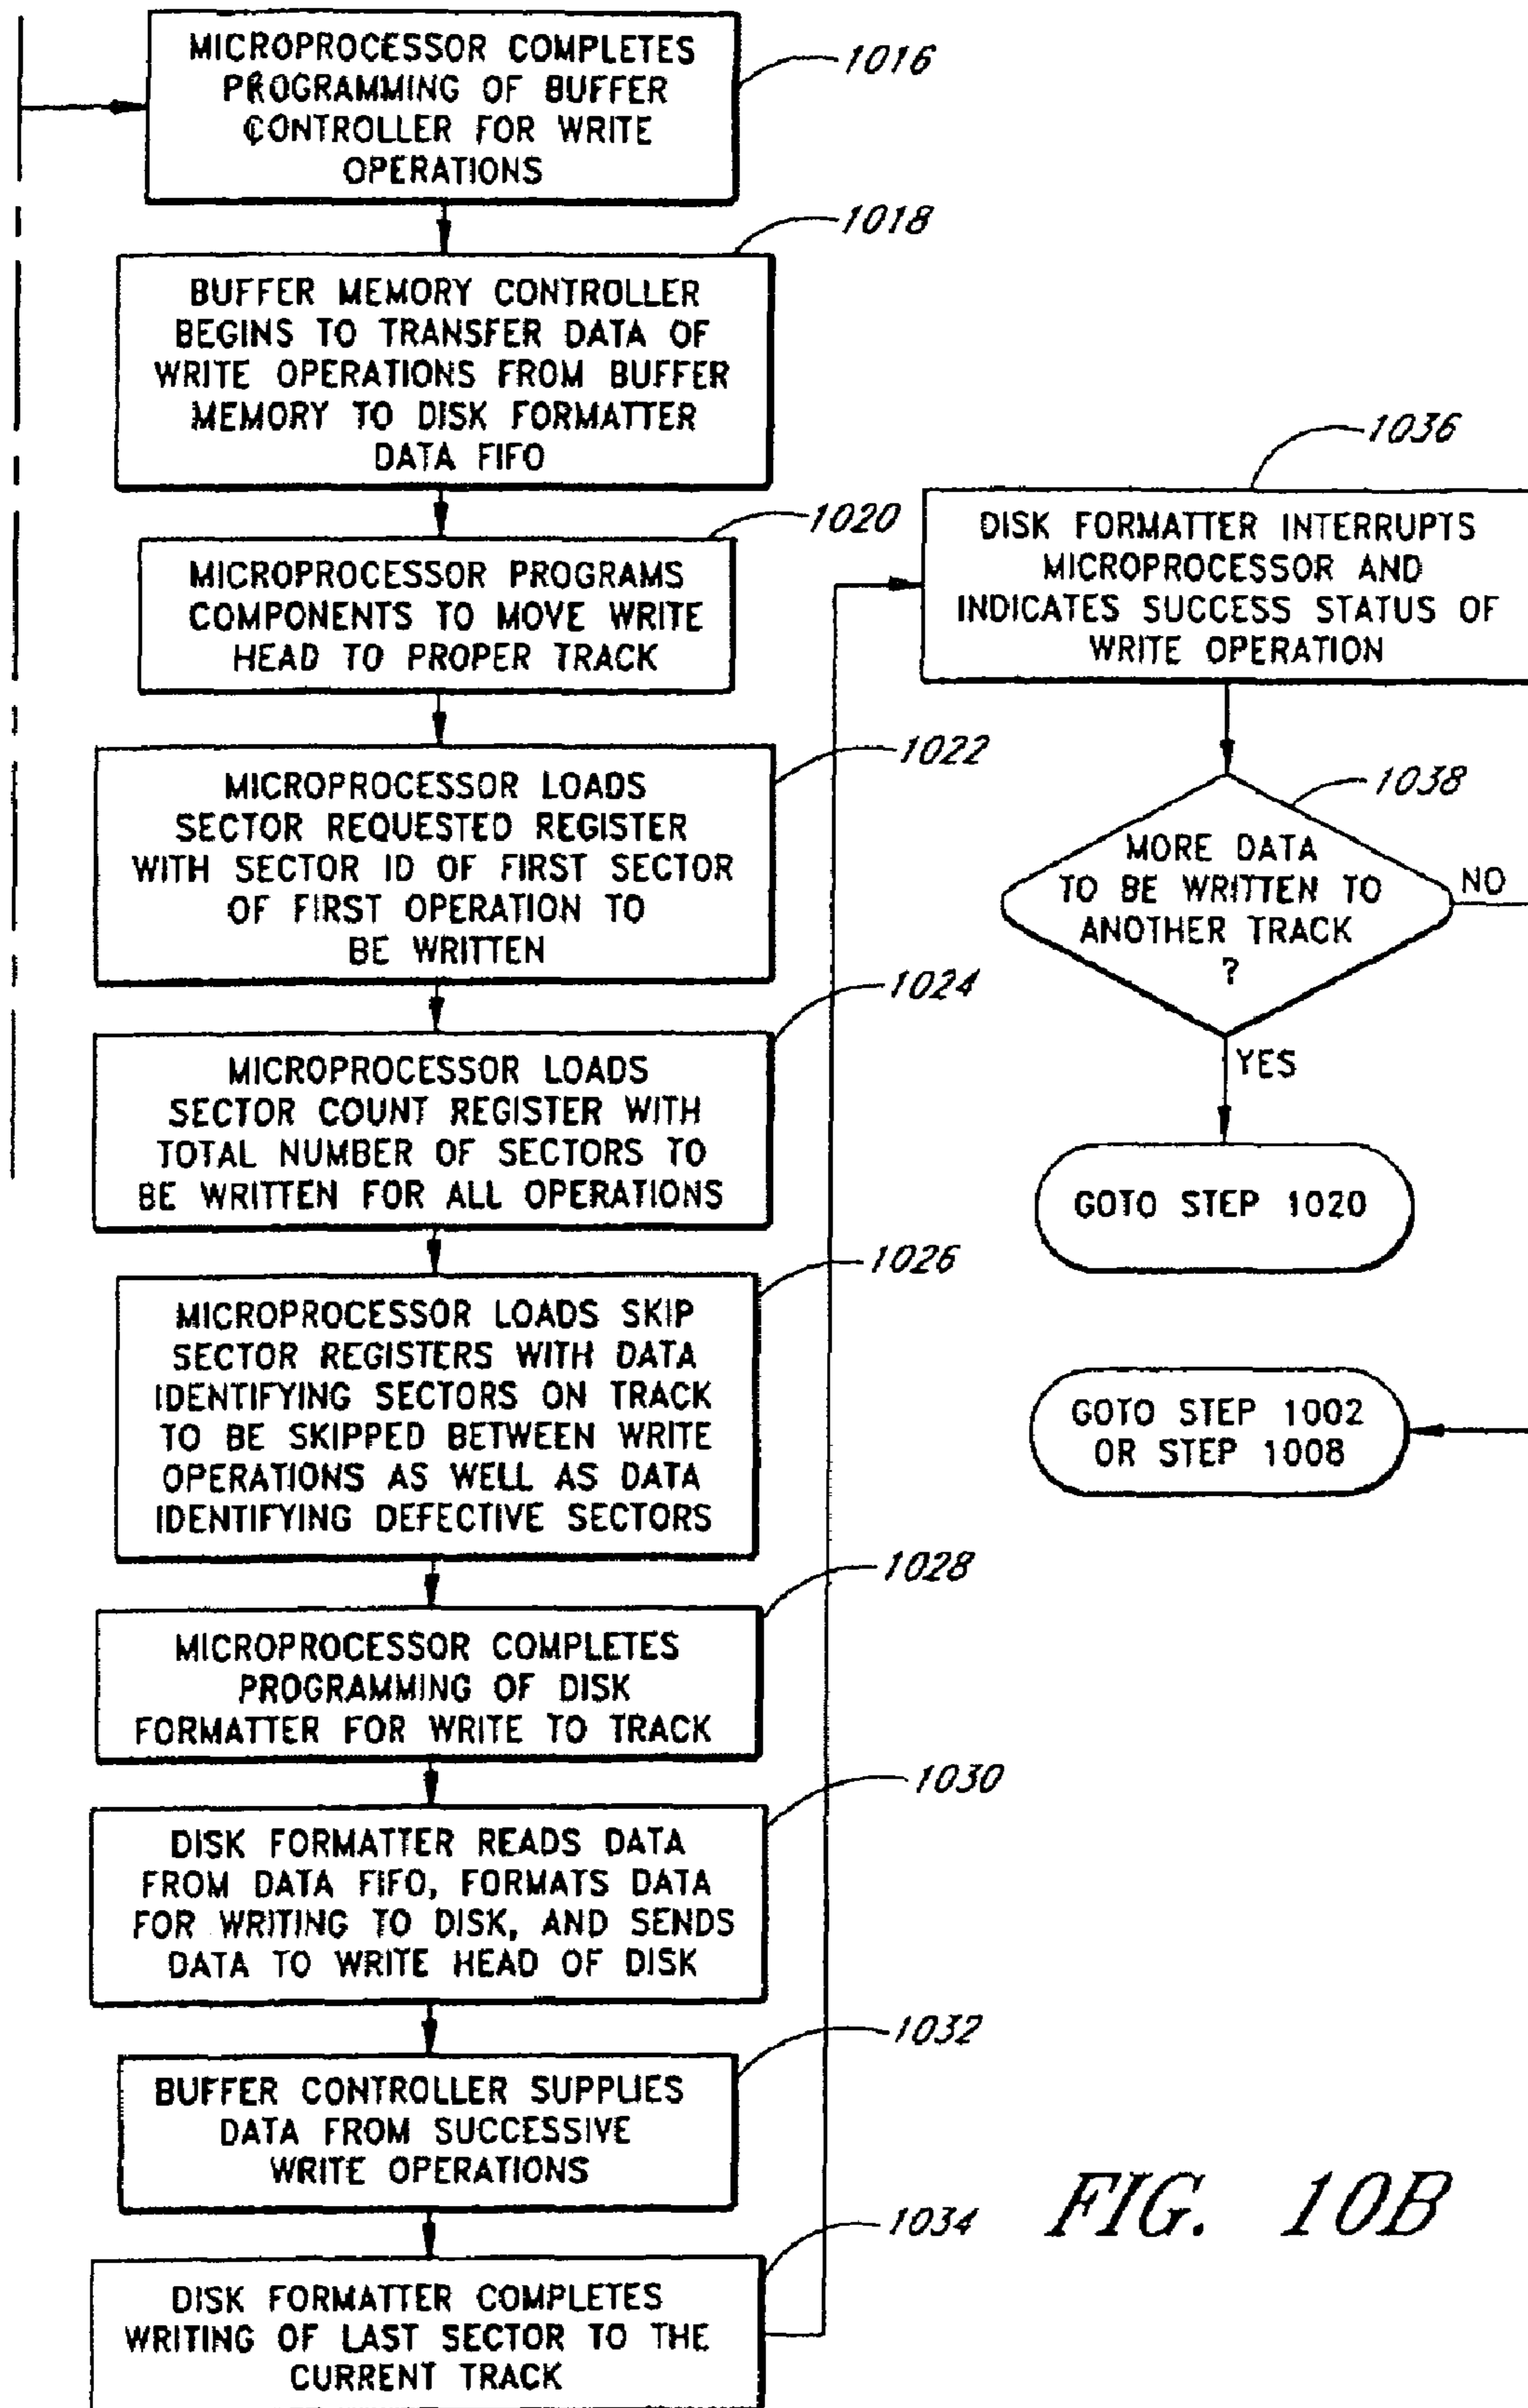 MICROPROCESSOR COMPLETES
PROGRAMMING OF BUFFER
CONTROLLER FOR WRITE
OPERATIONS
1016
BUFFER MEMORY CONTROLLER
BEGINS TO TRANSFER DATA OF
WRITE OPERATIONS FROM BUFFER
MEMORY TO DISK FORMATTER
DATA FIFO
1018
MICROPROCESSOR PROGRAMS
COMPONENTS TO MOVE WRITE
HEAD TO PROPER TRACK
1020
MICROPROCESSOR LOADS
SECTOR REQUESTED REGISTER
WITH SECTOR ID OF FIRST SECTOR
OF FIRST OPERATION TO
BE WRITTEN
1022
MICROPROCESSOR LOADS
SECTOR COUNT REGISTER WITH
TOTAL NUMBER OF SECTORS TO
BE WRITTEN FOR ALL OPERATIONS
1024
MICROPROCESSOR LOADS SKIP
SECTOR REGISTERS WITH DATA
IDENTIFYING SECTORS ON TRACK
TO BE SKIPPED BETWEEN WRITE
OPERATIONS AS WELL AS DATA
IDENTIFYING DEFECTIVE SECTORS
1026
MICROPROCESSOR COMPLETES
PROGRAMMING OF DISK
FORMATTER FOR WRITE TO TRACK
1028
DISK FORMATTER READS DATA
FROM DATA FIFO, FORMATS DATA
FOR WRITING TO DISK, AND SENDS
DATA TO WRITE HEAD OF DISK
1030
BUFFER CONTROLLER SUPPLIES
DATA FROM SUCCESSIVE
WRITE OPERATIONS
1032
DISK FORMATTER COMPLETES
WRITING OF LAST SECTOR TO THE
CURRENT TRACK
1034
DISK FORMATTER INTERRUPTS
MICROPROCESSOR AND
INDICATES SUCCESS STATUS OF
WRITE OPERATION
1036
MORE DATA
TO BE WRITTEN TO
ANOTHER TRACK
?
1038
NO
YES
GOTO STEP 1020
GOTO STEP 1002
OR STEP 1008
FIG. 10B